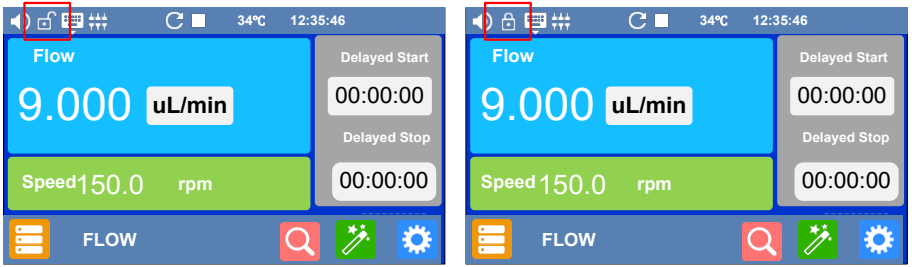 34℃ 12:35:46
Flow
9.000 uL/min
Delayed Start
00:00:00
Delayed Stop
00:00:00
Speed 150.0 rpm
FLOW
34℃ 12:35:46
Flow
9.000 uL/min
Delayed Start
00:00:00
Delayed Stop
00:00:00
Speed 150.0 rpm
FLOW